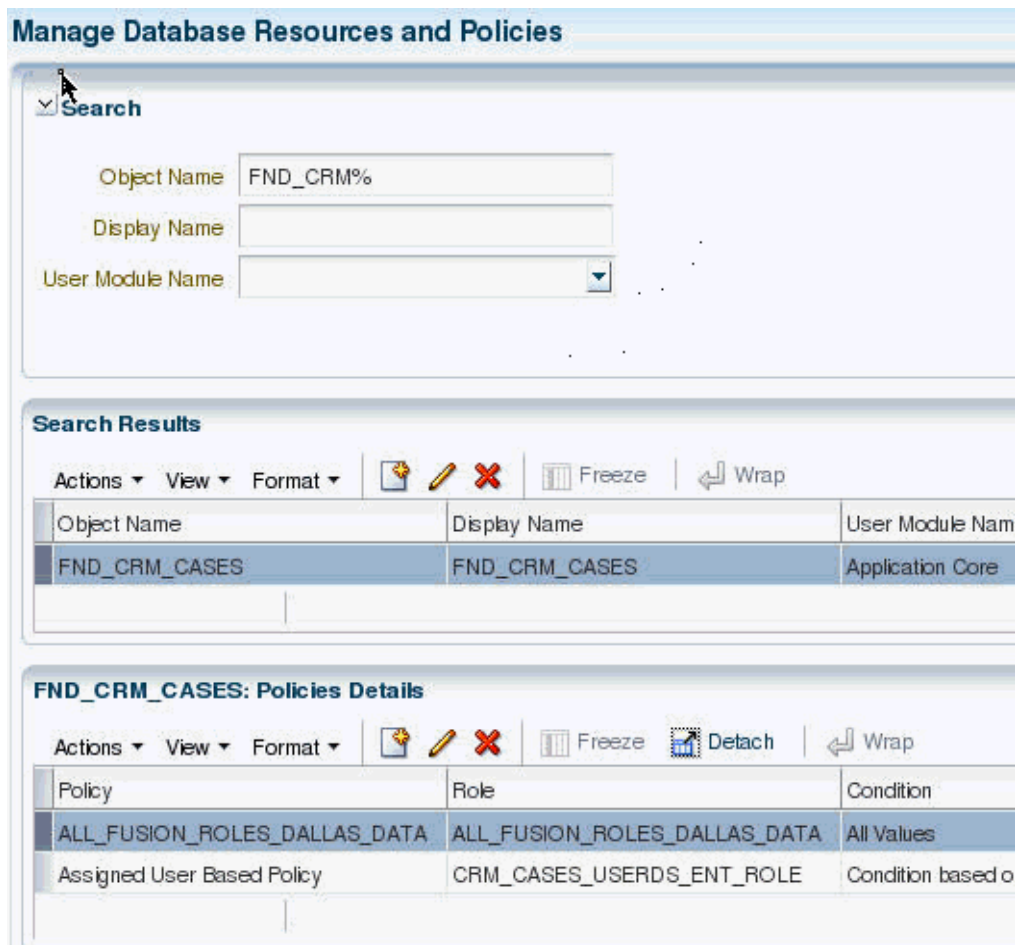 Manage Database Resources and Policies
Search
Object Name FND_CRM%
Display Name
User Module Name
Search Results
Actions View Format Freeze Wrap
Object Name Display Name User Module Nam
FND_CRM_CASES FND_CRM_CASES Application Core
FND_CRM_CASES: Policies Details
Actions View Format Freeze Detach Wrap
Policy Role Condition
ALL_FUSION_ROLES_DALLAS_DATA ALL_FUSION_ROLES_DALLAS_DATA All Values
Assigned User Based Policy CRM_CASES_USERDS_ENT_ROLE Condition based o